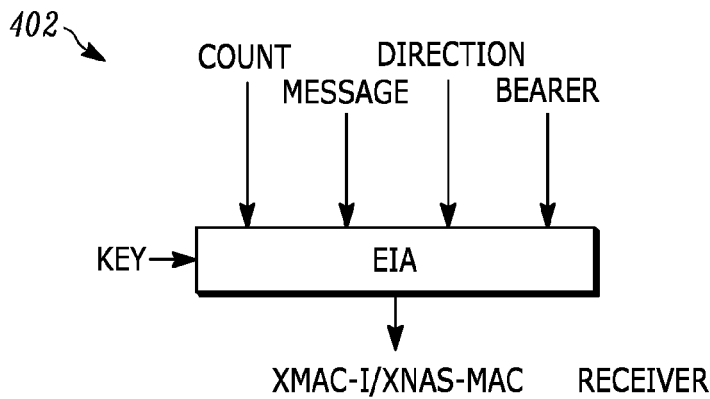 402
COUNT
DIRECTION
MESSAGE
BEARER
KEY
EIA
XMAC-I/XNAS-MAC RECEIVER